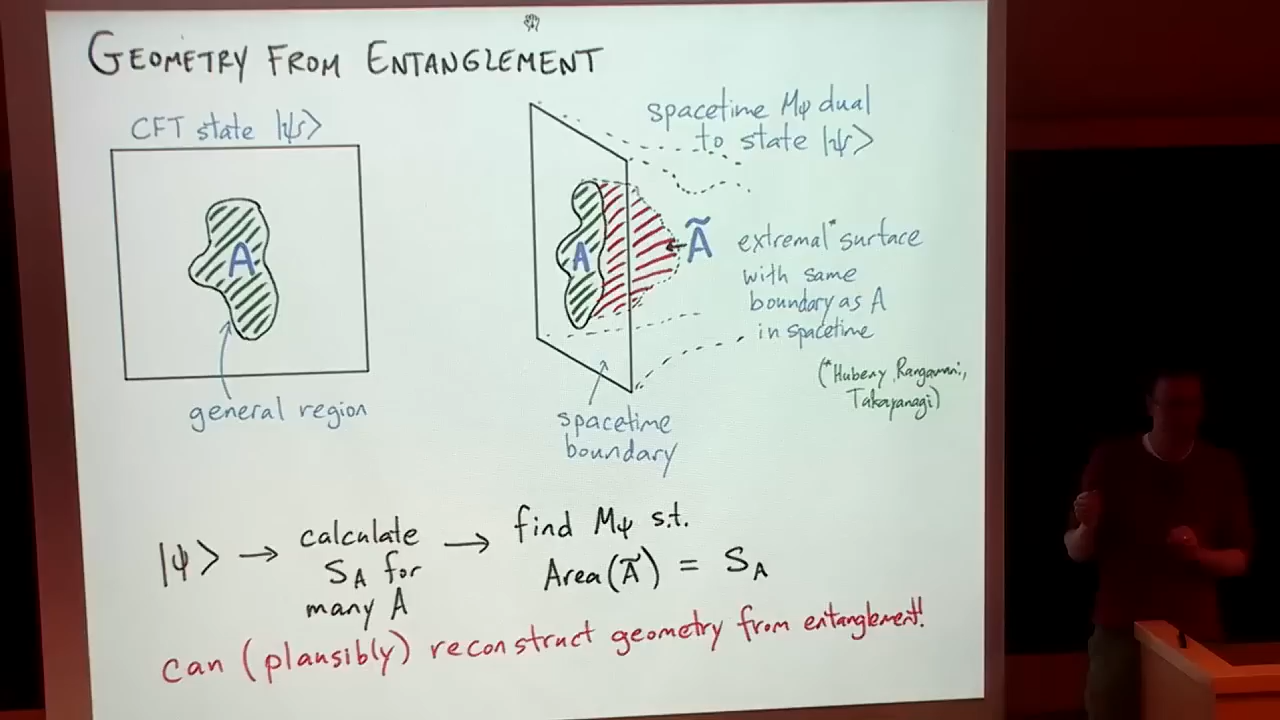 GEOMETRY FROM ENTANGLEMENT
CFT state |ψ>
A
general region
spacetime Mψ dual
to state |ψ>
A
Ã
extremal* surface
with same
boundary as A
in spacetime
(*Hubeny, Rangamani,
Takayanagi)
spacetime
boundary
|ψ> → calculate
SA for
many A
→ find Mψ s.t.
Area(Ã) = SA
can (plausibly) reconstruct geometry from entanglement!